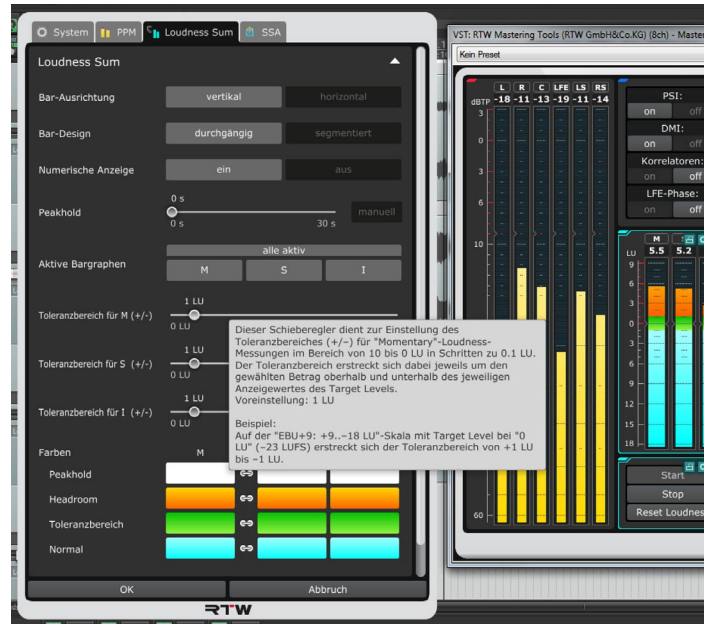 System PPM Loudness Sum SSA
Loudness Sum
Bar-Ausrichtung vertikal horizontal
Bar-Design durchgängig segmentiert
Numerische Anzeige ein aus
0 s
Peakhold manuell
0 s 30 s
alle aktiv
Aktive Bargraphen M S I
1 LU
Toleranzbereich für M (+/-)
0 LU
1 LU
Toleranzbereich für S (+/-)
0 LU
1 LU
Toleranzbereich für I (+/-)
0 LU
Dieser Schieberegler dient zur Einstellung des
Toleranzbereiches (+/–) für "Momentary"-Loudness-
Messungen im Bereich von 10 bis 0 LU in Schritten zu 0.1 LU.
Der Toleranzbereich erstreckt sich dabei jeweils um den
gewählten Betrag oberhalb und unterhalb des jeweiligen
Anzeigewertes des Target Levels.
Voreinstellung: 1 LU
Beispiel:
Auf der "EBU+9: +9..–18 LU"-Skala mit Target Level bei "0
LU" (–23 LUFS) erstreckt sich der Toleranzbereich von +1 LU
bis –1 LU.
Farben M
Peakhold
Headroom
Toleranzbereich
Normal
OK Abbruch
RTW
VST: RTW Mastering Tools (RTW GmbH&Co.KG) (8ch) - Master
Kein Preset
L R C LFE LS RS
dBTP -18 -11 -13 -19 -11 -14
3
0
10
60
PSI:
on off
DMI:
on off
Korrelatoren:
on off
LFE-Phase:
on off
M
LU 5.5 5.2
9
6
3
0
3
6
9
12
15
18
Start
Stop
Reset Loudnes